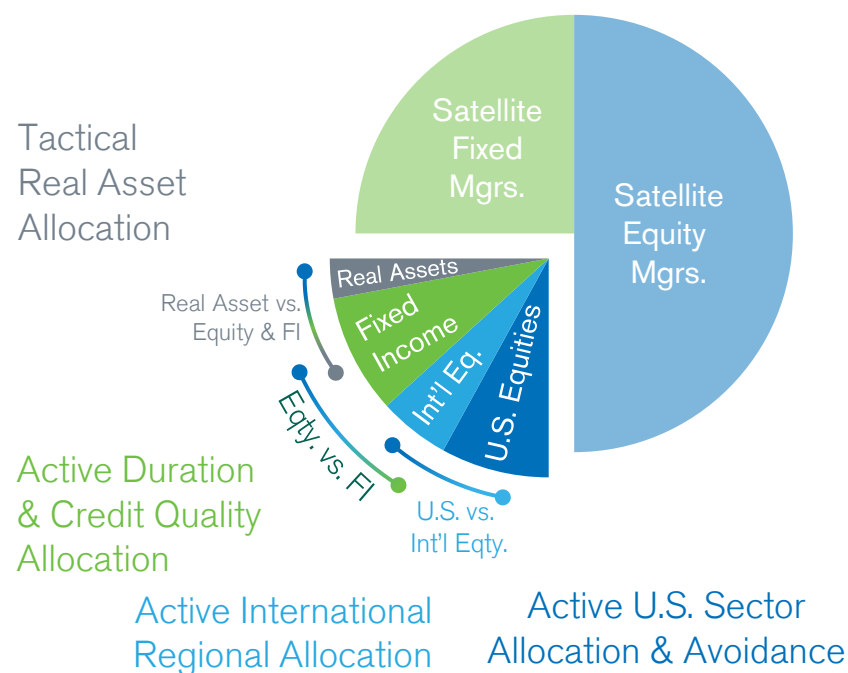 Satellite
Fixed
Mgrs.
Satellite
Equity
Mgrs.
Tactical
Real Asset
Allocation
Real Assets
Fixed
Income
Int'l Eq.
U.S. Equities
Real Asset vs.
Equity & FI
Eqty. vs. FI
U.S. vs.
Int'l Eqty.
Active Duration
& Credit Quality
Allocation
Active International
Regional Allocation
Active U.S. Sector
Allocation & Avoidance